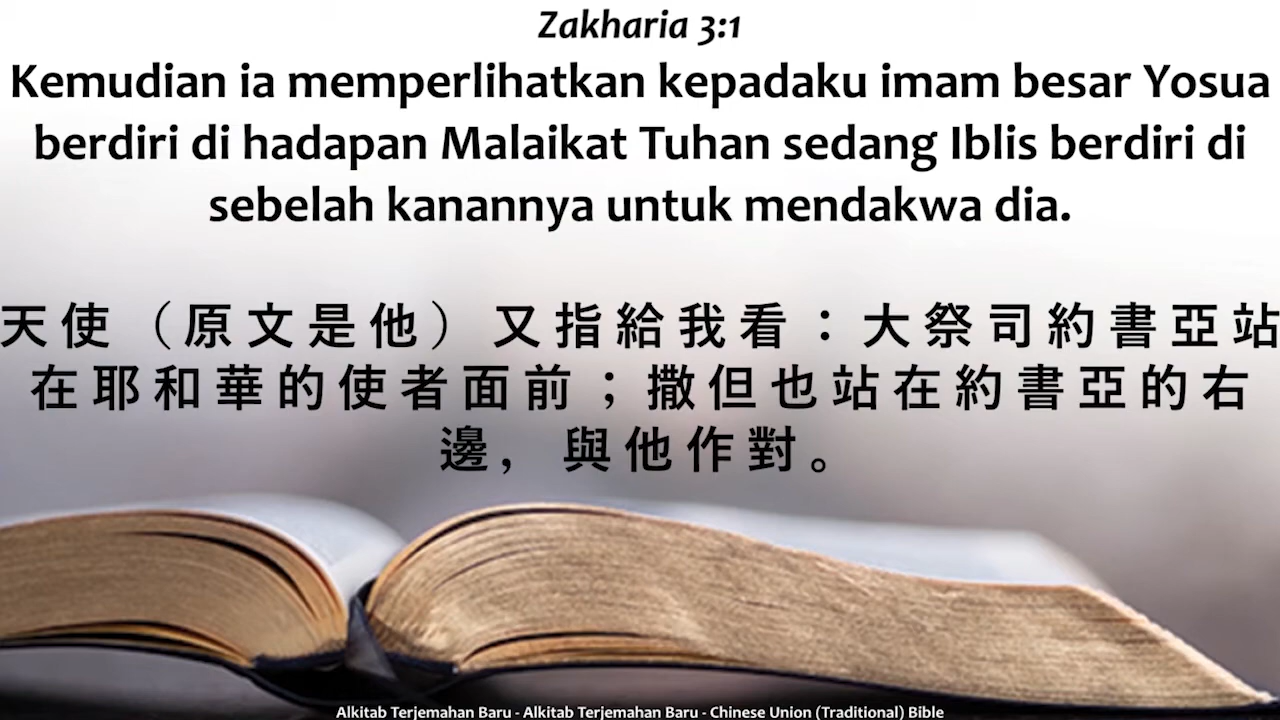 Zakharia 3:1
Kemudian ia memperlihatkan kepadaku imam besar Yosua
berdiri di hadapan Malaikat Tuhan sedang Iblis berdiri di
sebelah kanannya untuk mendakwa dia.
天使（原文是他）又指給我看：大祭司約書亞站
在耶和華的使者面前；撒但也站在約書亞的右
邊，與他作對。
Alkitab Terjemahan Baru - Alkitab Terjemahan Baru - Chinese Union (Traditional) Bible